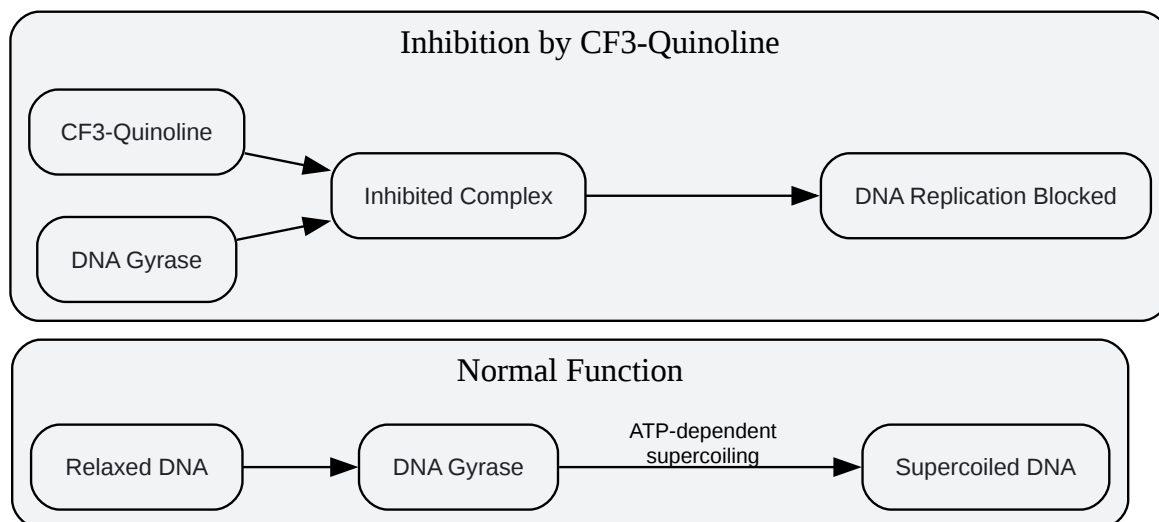 Inhibition by CF3-Quinoline
CF3-Quinoline
DNA Gyrase
Inhibited Complex
DNA Replication Blocked
Normal Function
Relaxed DNA
DNA Gyrase
ATP-dependent
supercoiling
Supercoiled DNA